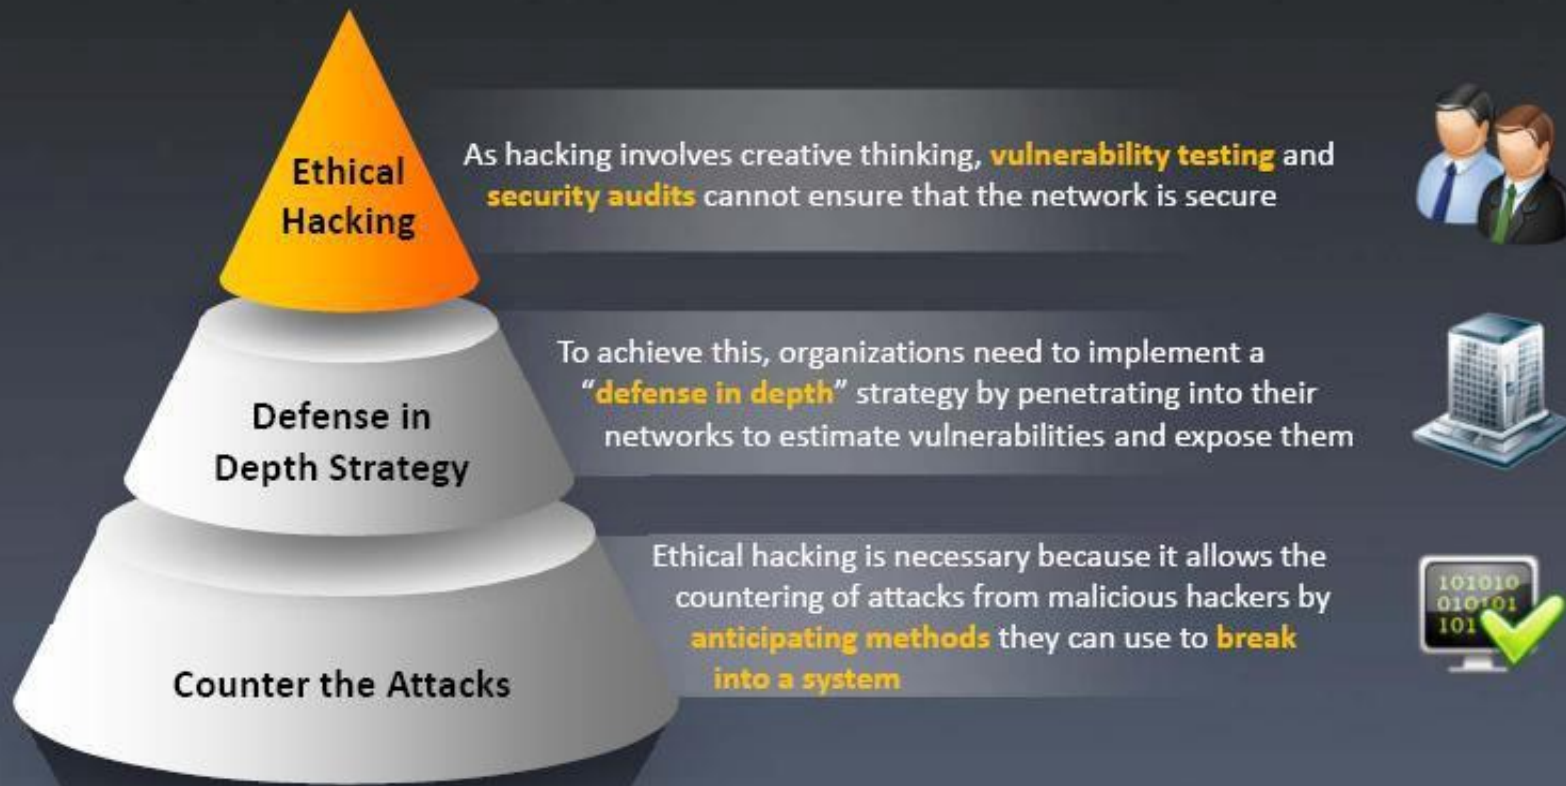 Ethical
Hacking
As hacking involves creative thinking, vulnerability testing and
security audits cannot ensure that the network is secure
Defense in
Depth Strategy
To achieve this, organizations need to implement a
“defense in depth” strategy by penetrating into their
networks to estimate vulnerabilities and expose them
Counter the Attacks
Ethical hacking is necessary because it allows the
countering of attacks from malicious hackers by
anticipating methods they can use to break
into a system
101010
010101
101